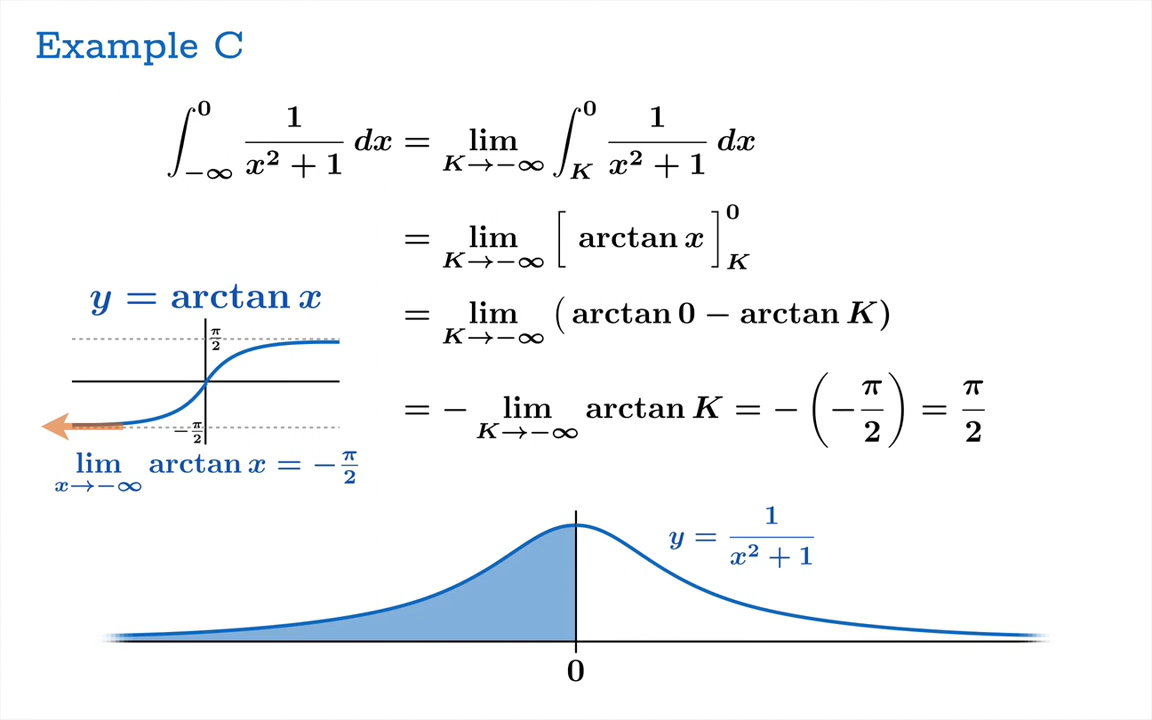 Example C
∫_{−∞}^{0} 1/(x² + 1) dx = lim_{K→−∞} ∫_{K}^{0} 1/(x² + 1) dx
= lim_{K→−∞} [ arctan x ]_{K}^{0}
= lim_{K→−∞} ( arctan 0 − arctan K )
= − lim_{K→−∞} arctan K = − (−π/2) = π/2
y = arctan x
π/2
−π/2
lim_{x→−∞} arctan x = −π/2
y = 1/(x² + 1)
0